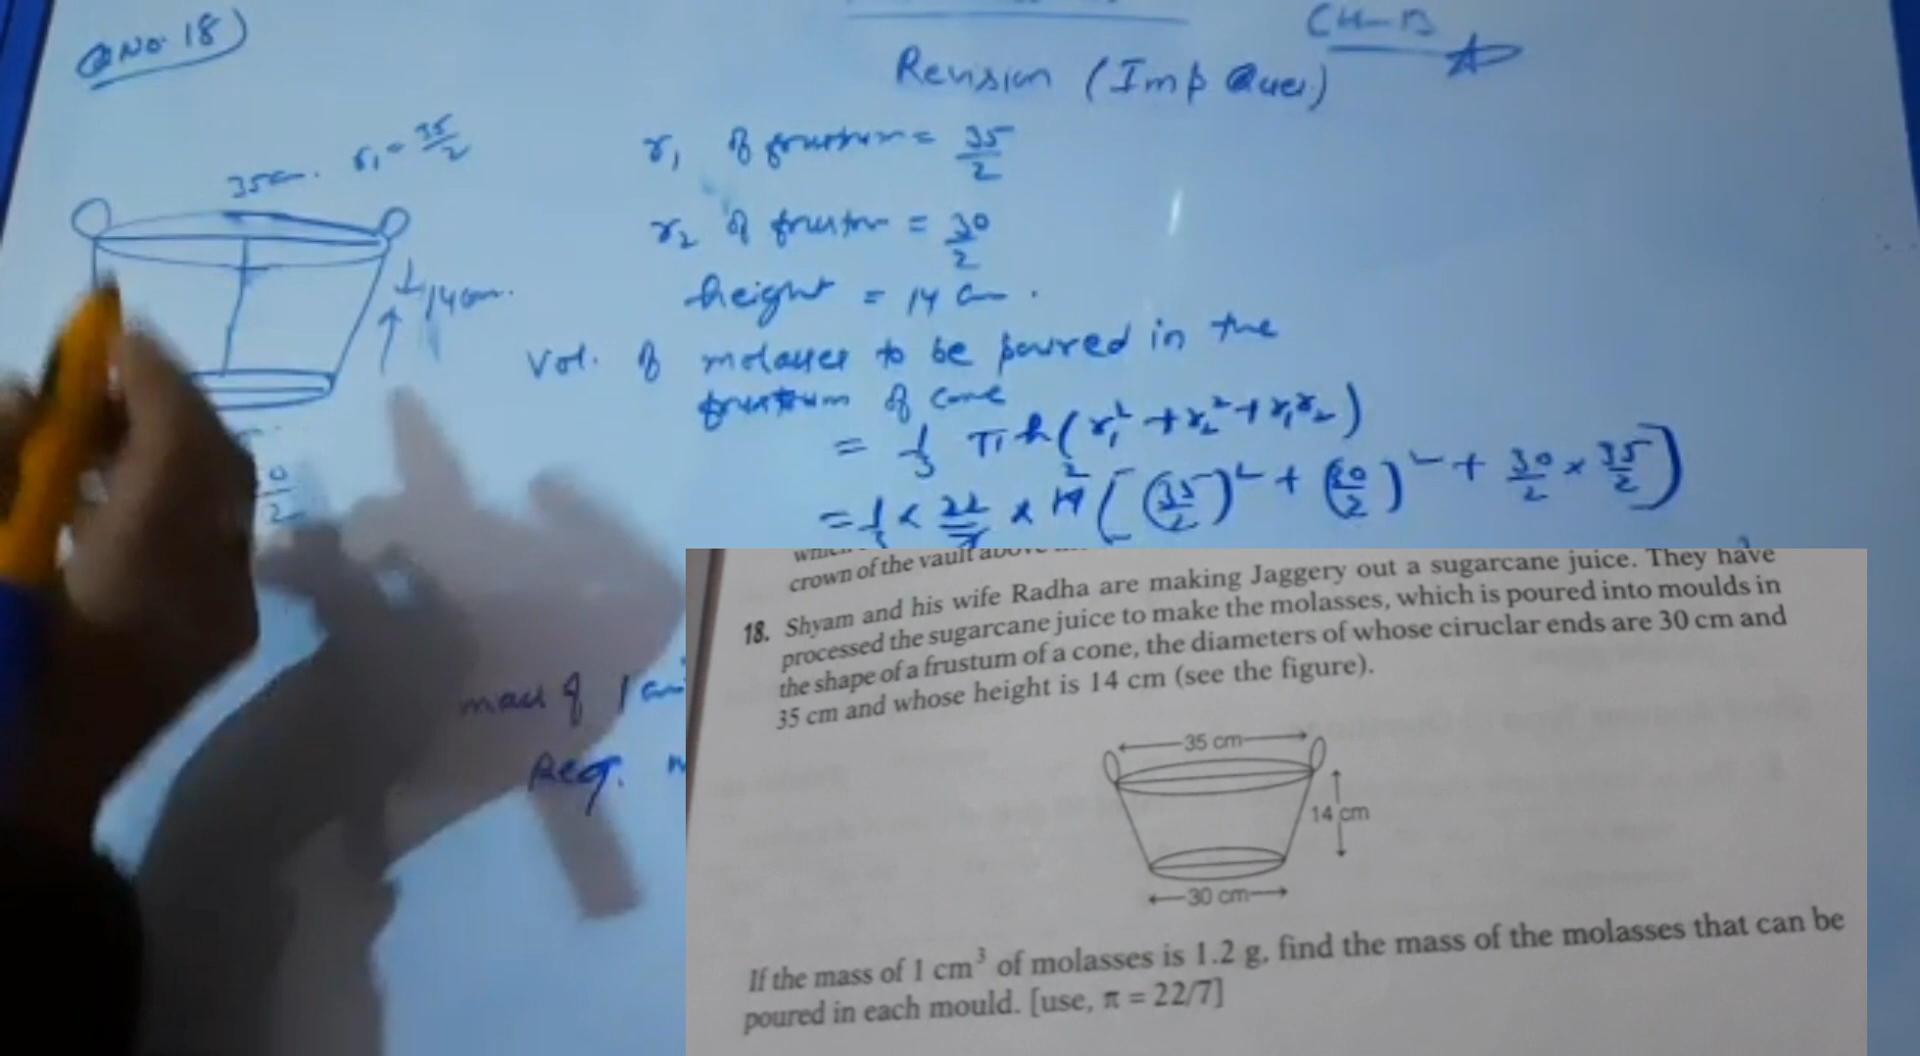 QNo. 18)
CH-13
Revision (Imp Ques)
35cm. r₁ = 35/2
14cm.
r₁ of frustum = 35/2
r₂ of frustum = 30/2
height = 14 cm.
Vol. of molasses to be poured in the
frustum of cone
= 1/3 πh(r₁² + r₂² + r₁r₂)
= 1/3 × 22/7 × 14 [(35/2)² + (30/2)² + 30/2 × 35/2]
mass of 1 cm
Req.
crown of the vault
18. Shyam and his wife Radha are making Jaggery out a sugarcane juice. They have
processed the sugarcane juice to make the molasses, which is poured into moulds in
the shape of a frustum of a cone, the diameters of whose ciruclar ends are 30 cm and
35 cm and whose height is 14 cm (see the figure).
35 cm
14 cm
30 cm
If the mass of 1 cm³ of molasses is 1.2 g, find the mass of the molasses that can be
poured in each mould. [use, π = 22/7]